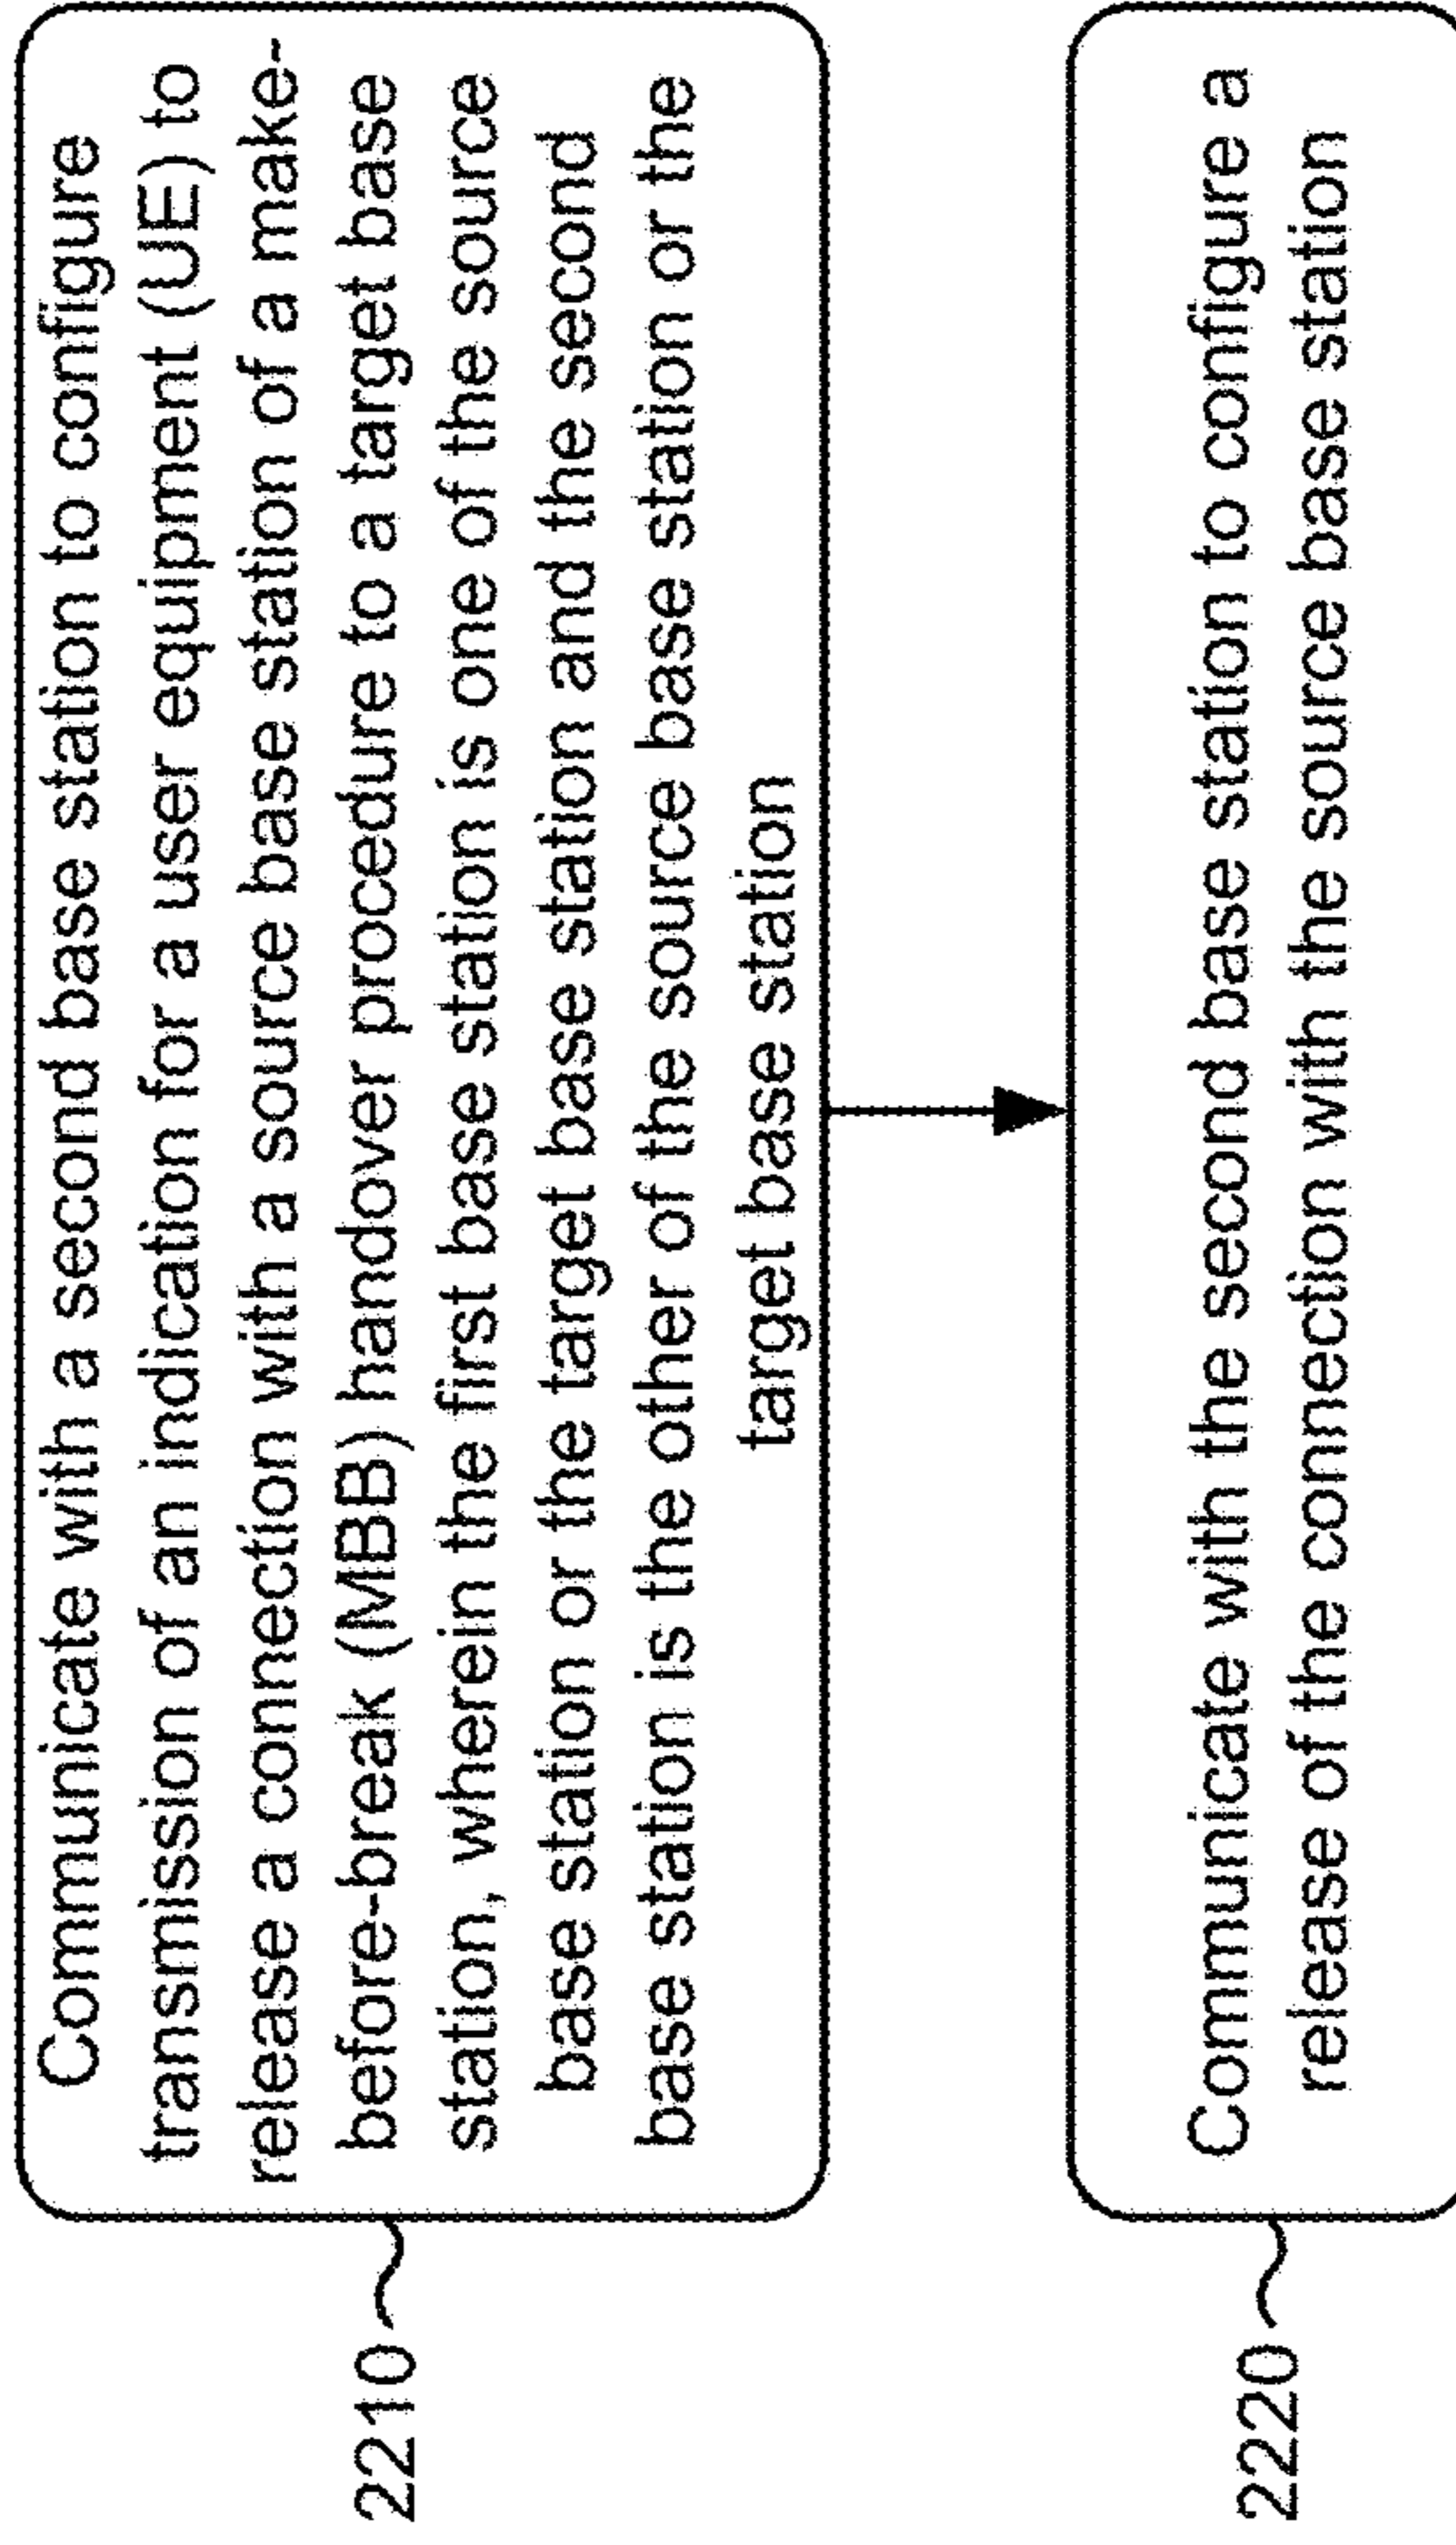 Communicate with a second base station to configure
transmission of an indication for a user equipment (UE) to
release a connection with a source base station of a make-
before-break (MBB) handover procedure to a target base
station, wherein the first base station is one of the source
base station or the target base station and the second
base station is the other of the source base station or the
target base station
2210
Communicate with the second base station to configure a
release of the connection with the source base station
2220